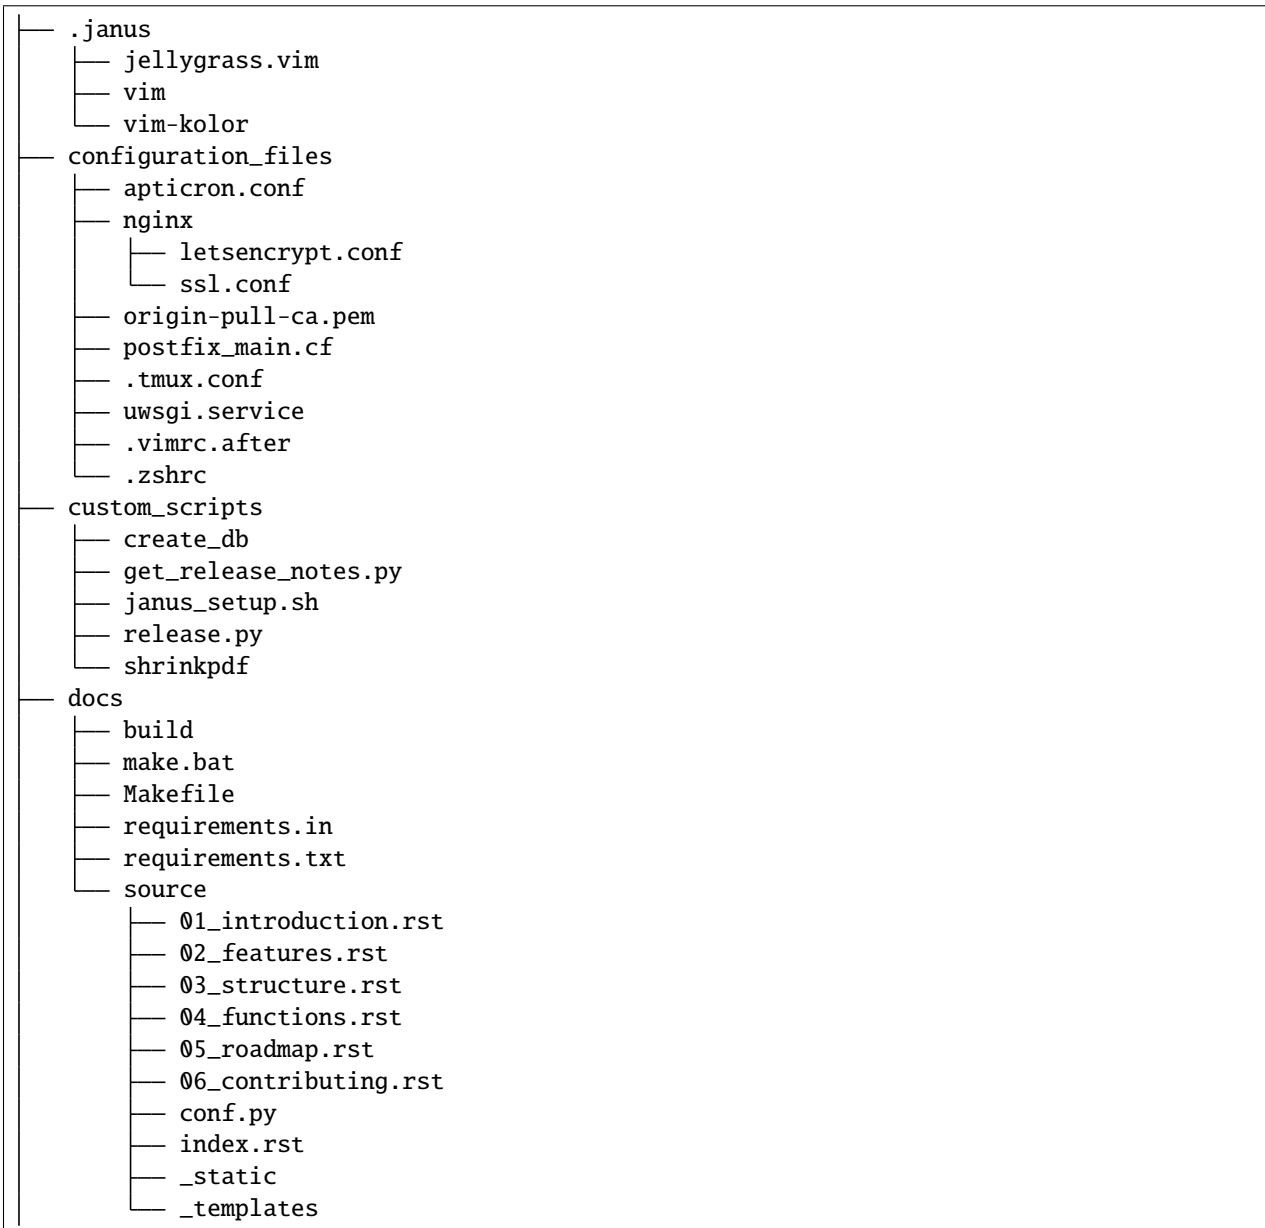 ├── .janus
│   ├── jellygrass.vim
│   ├── vim
│   └── vim-kolor
├── configuration_files
│   ├── apticron.conf
│   ├── nginx
│   │   ├── letsencrypt.conf
│   │   └── ssl.conf
│   ├── origin-pull-ca.pem
│   ├── postfix_main.cf
│   ├── .tmux.conf
│   ├── uwsgi.service
│   ├── .vimrc.after
│   └── .zshrc
├── custom_scripts
│   ├── create_db
│   ├── get_release_notes.py
│   ├── janus_setup.sh
│   ├── release.py
│   └── shrinkpdf
├── docs
│   ├── build
│   ├── make.bat
│   ├── Makefile
│   ├── requirements.in
│   ├── requirements.txt
│   └── source
│       ├── 01_introduction.rst
│       ├── 02_features.rst
│       ├── 03_structure.rst
│       ├── 04_functions.rst
│       ├── 05_roadmap.rst
│       ├── 06_contributing.rst
│       ├── conf.py
│       ├── index.rst
│       ├── _static
│       └── _templates